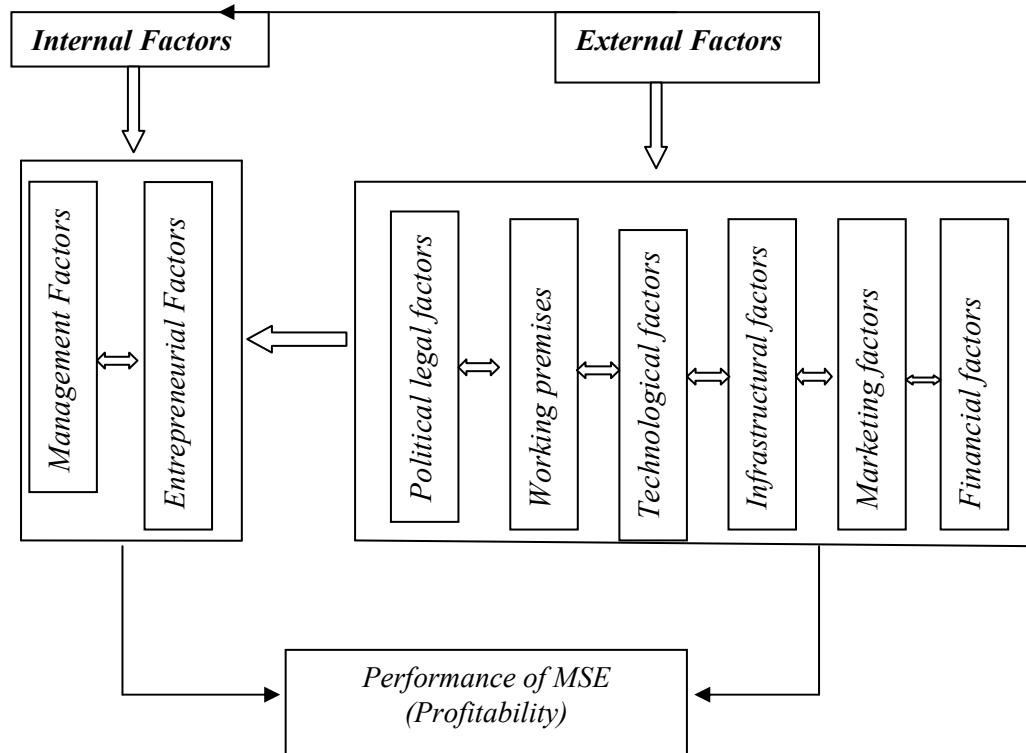 Internal Factors
External Factors
Management Factors
Entrepreneurial Factors
Political legal factors
Working premises
Technological factors
Infrastructural factors
Marketing factors
Financial factors
Performance of MSE
(Profitability)